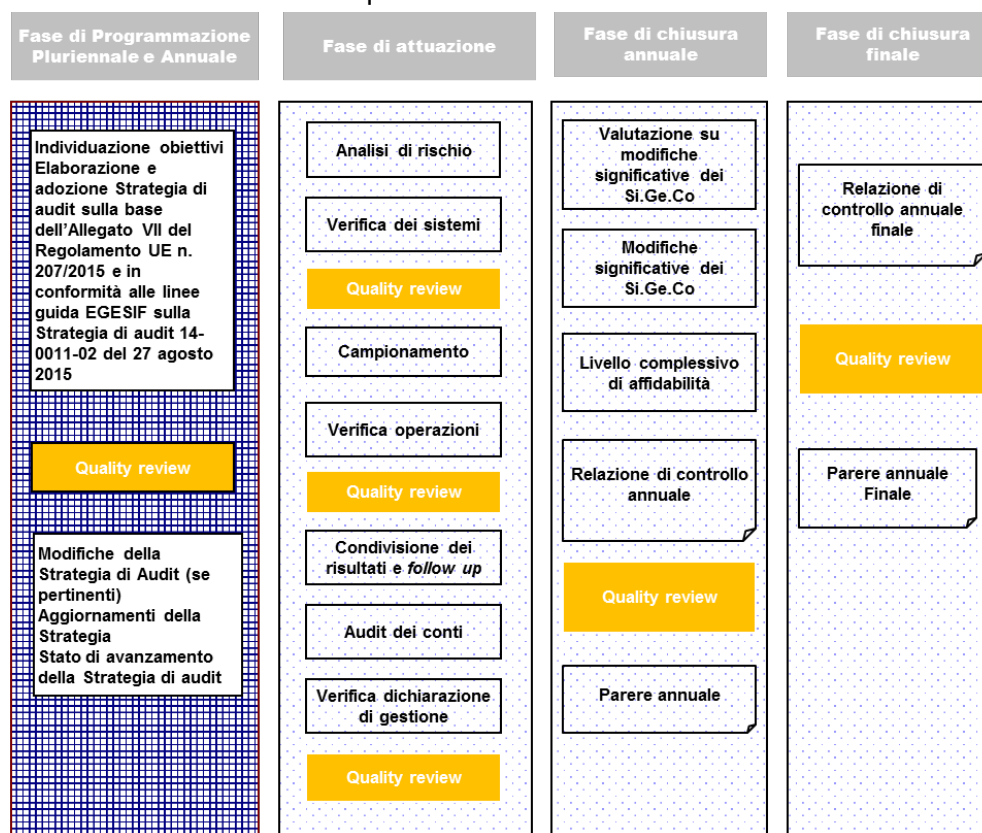 Fase di Programmazione
Pluriennale e Annuale
Individuazione obiettivi
Elaborazione e
adozione Strategia di
audit sulla base
dell'Allegato VII del
Regolamento UE n.
207/2015 e in
conformità alle linee
guida EGESIF sulla
Strategia di audit 14-
0011-02 del 27 agosto
2015
Quality review
Modifiche della
Strategia di Audit (se
pertinenti)
Aggiornamenti della
Strategia
Stato di avanzamento
della Strategia di audit
Fase di attuazione
Analisi di rischio
Verifica dei sistemi
Quality review
Campionamento
Verifica operazioni
Quality review
Condivisione dei
risultati e follow up
Audit dei conti
Verifica dichiarazione
di gestione
Quality review
Fase di chiusura
annuale
Valutazione su
modifiche
significative dei
Si.Ge.Co
Modifiche
significative dei
Si.Ge.Co
Livello complessivo
di affidabilità
Relazione di controllo
annuale
Quality review
Parere annuale
Fase di chiusura
finale
Relazione di
controllo annuale
finale
Quality review
Parere annuale
Finale